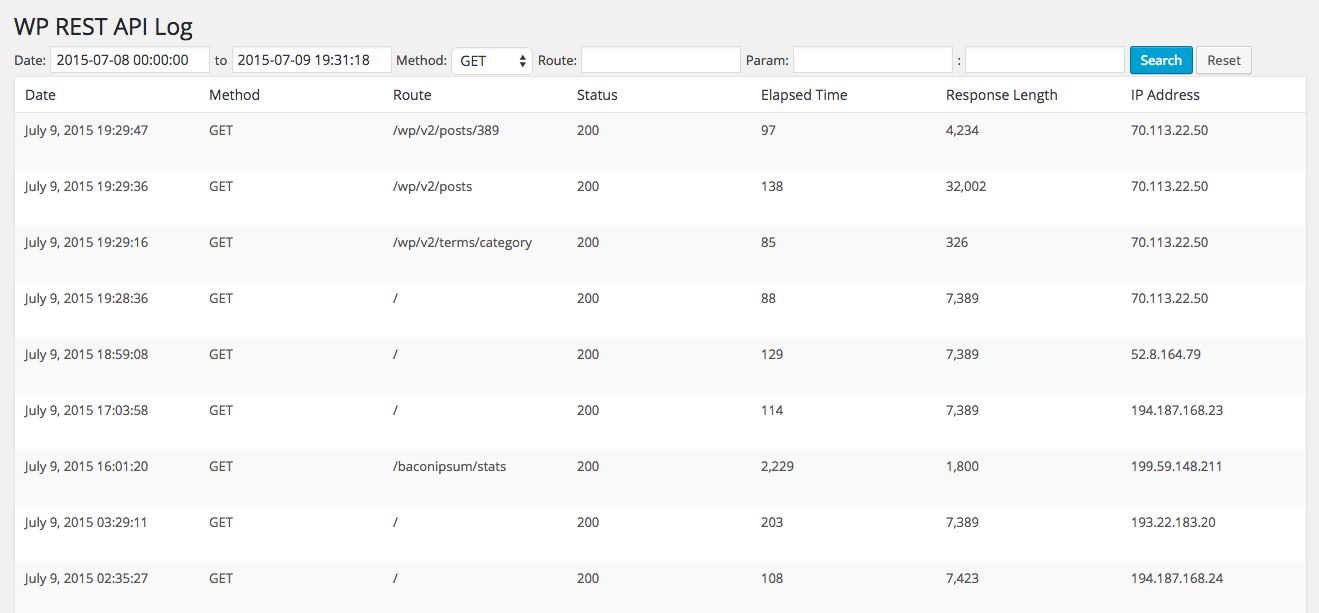 WP REST API Log
Date: 2015-07-08 00:00:00 to 2015-07-09 19:31:18 Method: GET Route: Param: : Search Reset
Date Method Route Status Elapsed Time Response Length IP Address
July 9, 2015 19:29:47 GET /wp/v2/posts/389 200 97 4,234 70.113.22.50
July 9, 2015 19:29:36 GET /wp/v2/posts 200 138 32,002 70.113.22.50
July 9, 2015 19:29:16 GET /wp/v2/terms/category 200 85 326 70.113.22.50
July 9, 2015 19:28:36 GET / 200 88 7,389 70.113.22.50
July 9, 2015 18:59:08 GET / 200 129 7,389 52.8.164.79
July 9, 2015 17:03:58 GET / 200 114 7,389 194.187.168.23
July 9, 2015 16:01:20 GET /baconipsum/stats 200 2,229 1,800 199.59.148.211
July 9, 2015 03:29:11 GET / 200 203 7,389 193.22.183.20
July 9, 2015 02:35:27 GET / 200 108 7,423 194.187.168.24